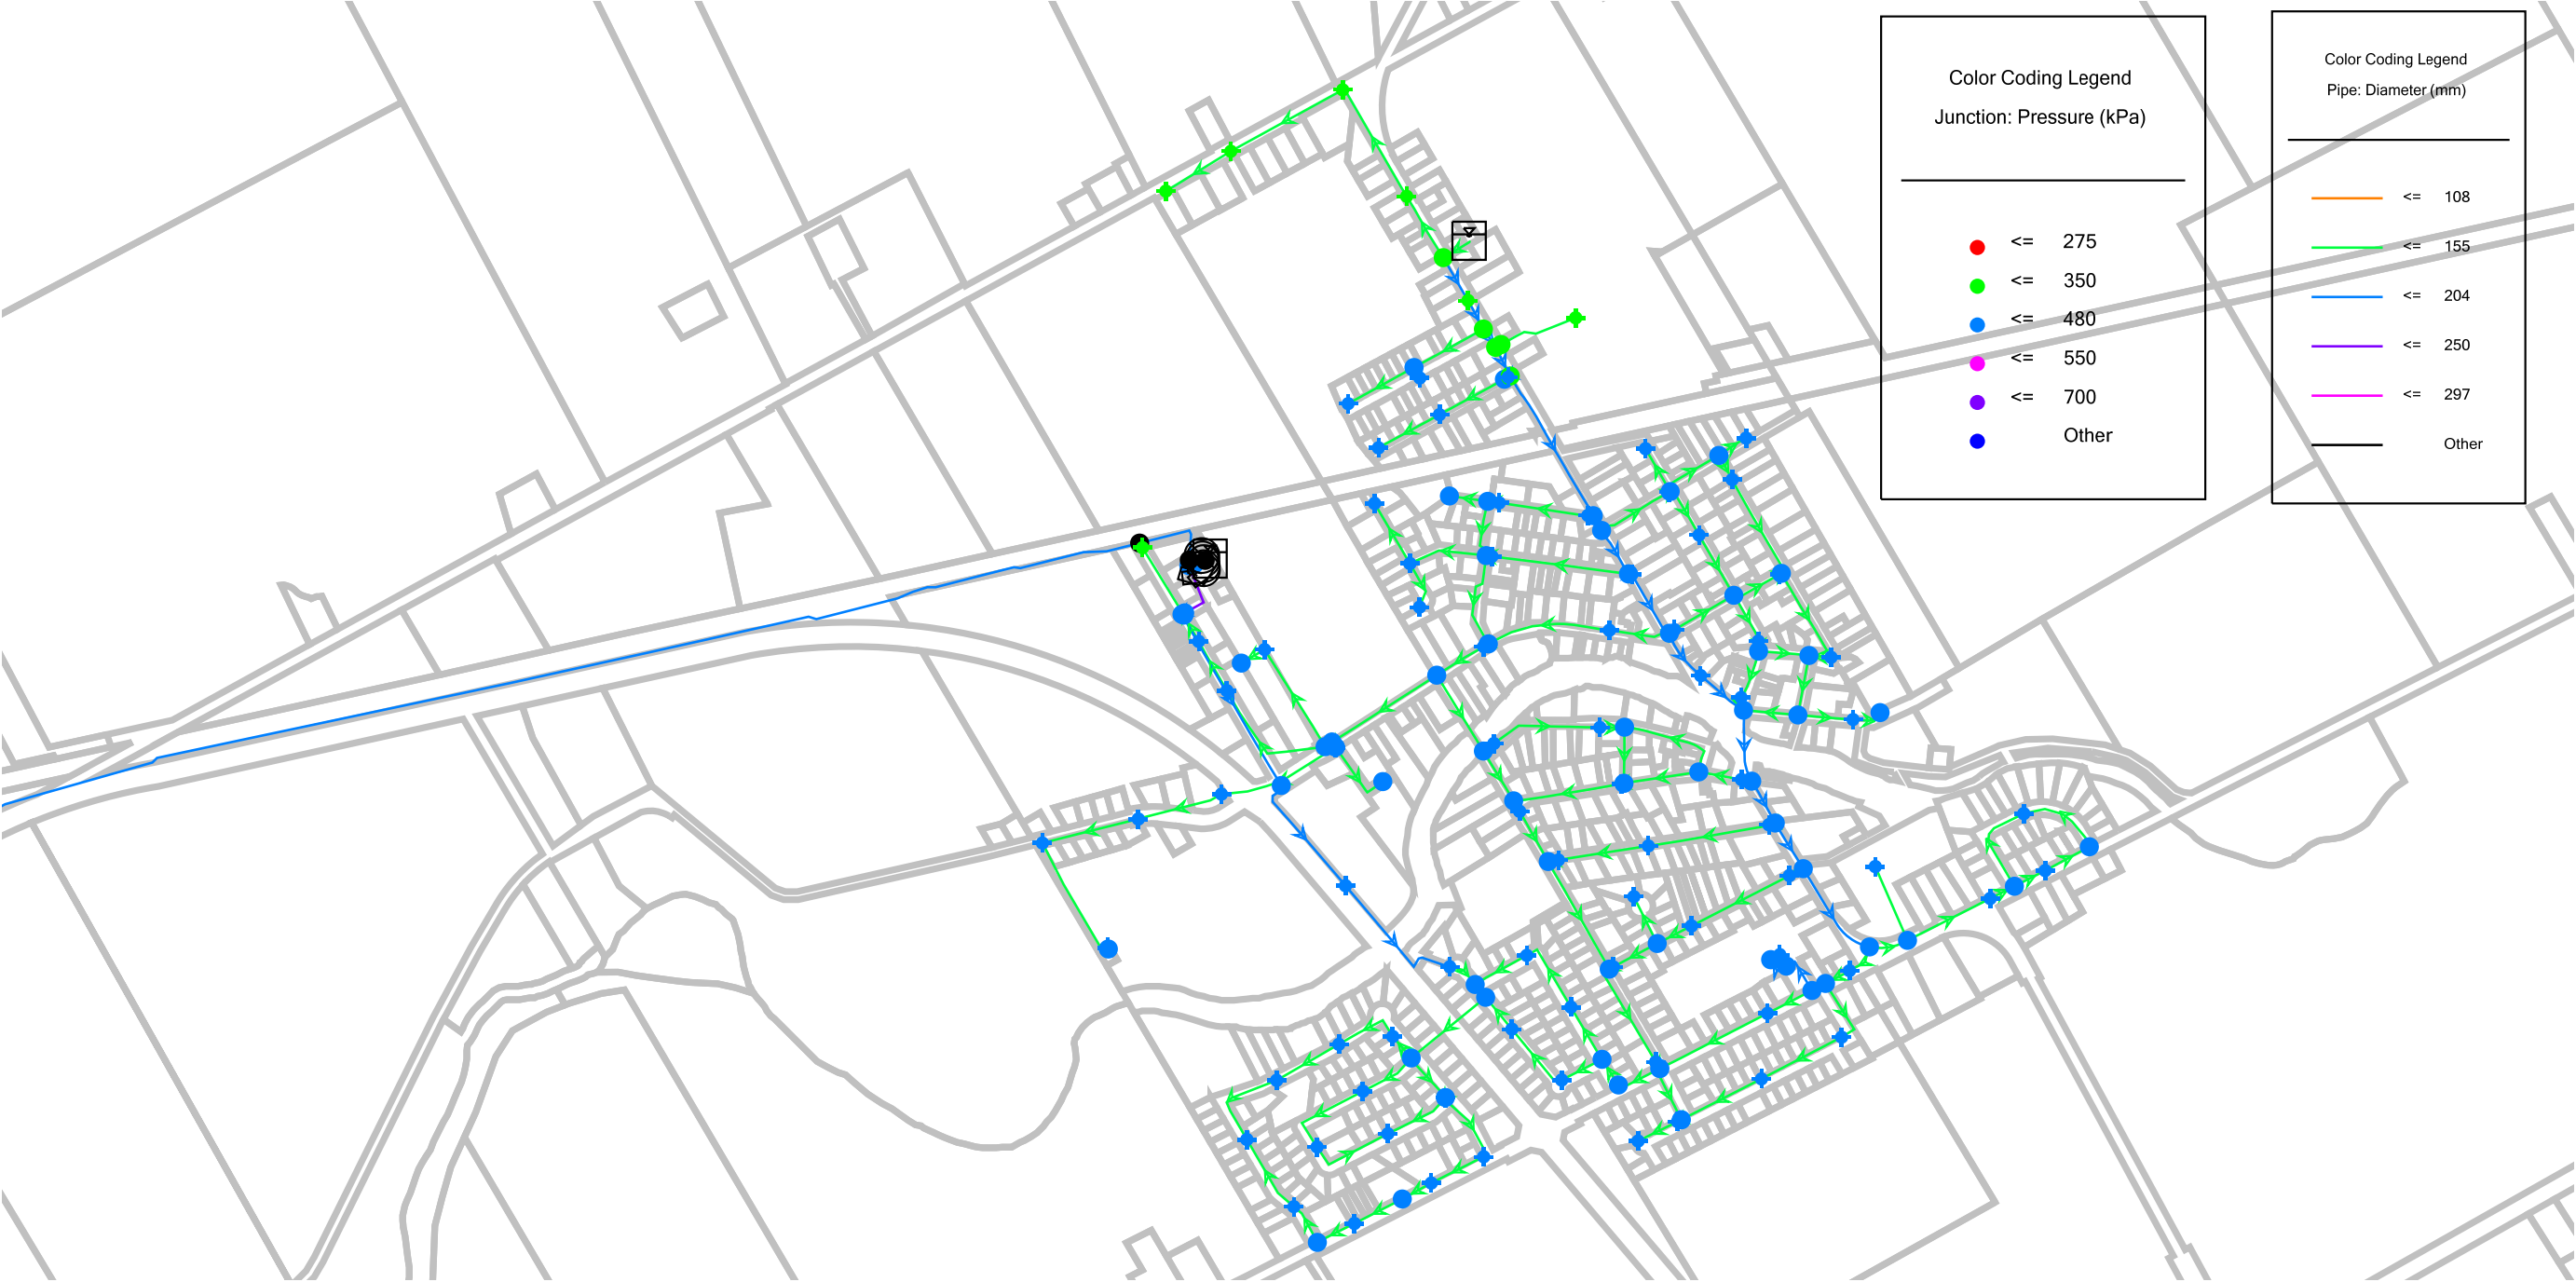 Color Coding Legend
Junction: Pressure (kPa)
<= 275
<= 350
<= 480
<= 550
<= 700
Other
Color Coding Legend
Pipe: Diameter (mm)
<= 108
<= 155
<= 204
<= 250
<= 297
Other